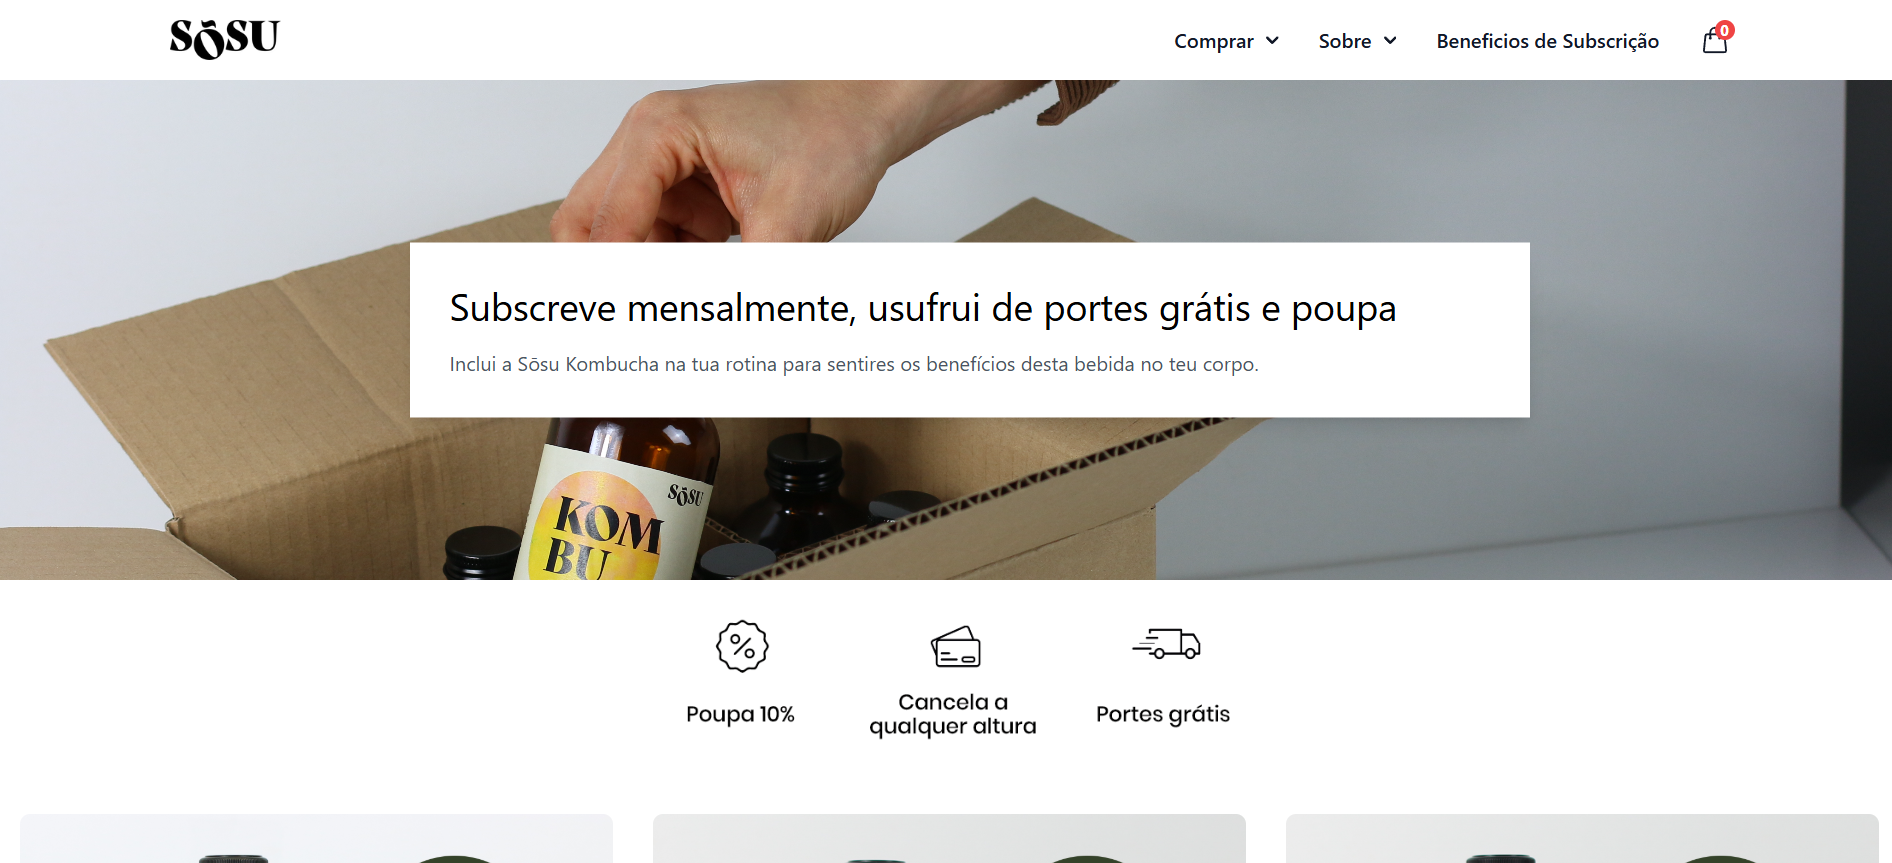 SōSU
Comprar
Sobre
Beneficios de Subscrição
0
Subscreve mensalmente, usufrui de portes grátis e poupa
Inclui a Sōsu Kombucha na tua rotina para sentires os benefícios desta bebida no teu corpo.
SōSU
KOM
BU
Poupa 10%
Cancela a
qualquer altura
Portes grátis